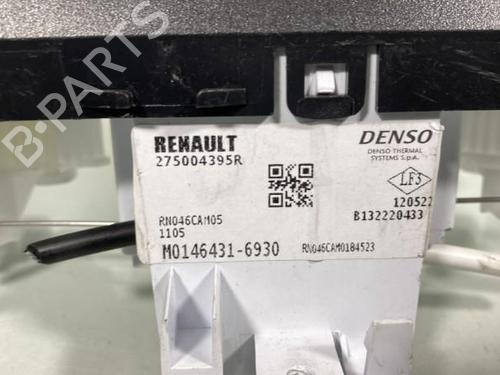 B-PARTS
RENAULT
275004395R
DENSO
DENSO THERMAL
SYSTEMS S.p.A.
LF3
120522
B132220433
RN046CAM05
1105
M0146431-6930
RN046CAM0184523